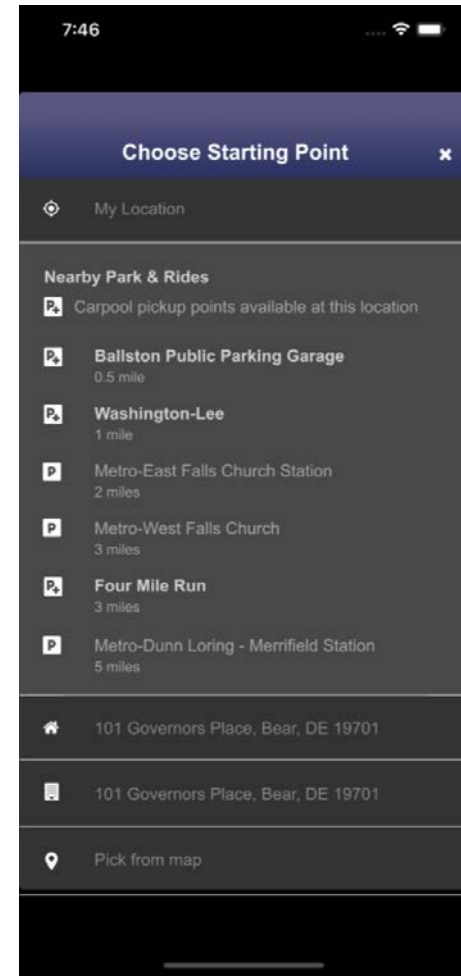 7:46
Choose Starting Point
My Location
Nearby Park & Rides
P+ Carpool pickup points available at this location
P+ Ballston Public Parking Garage
0.5 mile
P+ Washington-Lee
1 mile
P Metro-East Falls Church Station
2 miles
P Metro-West Falls Church
3 miles
P+ Four Mile Run
3 miles
P Metro-Dunn Loring - Merrifield Station
5 miles
101 Governors Place, Bear, DE 19701
101 Governors Place, Bear, DE 19701
Pick from map